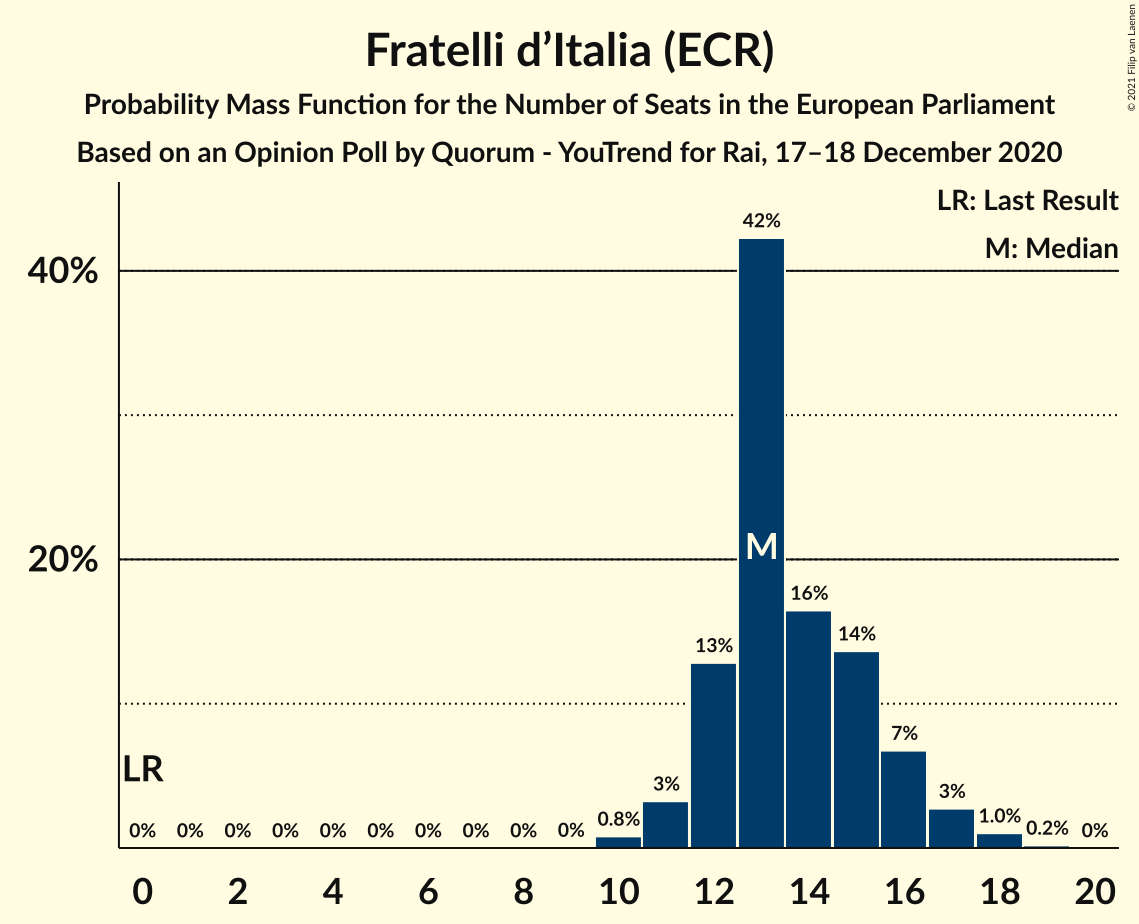 © 2021 Filip van Laenen
Fratelli d’Italia (ECR)
Probability Mass Function for the Number of Seats in the European Parliament
Based on an Opinion Poll by Quorum - YouTrend for Rai, 17–18 December 2020
LR: Last Result
M: Median
40%
20%
42%
M
16%
14%
13%
7%
3%
3%
1.0%
0.8%
0.2%
LR
0% 0% 0% 0% 0% 0% 0% 0% 0% 0% 0%
0 2 4 6 8 10 12 14 16 18 20